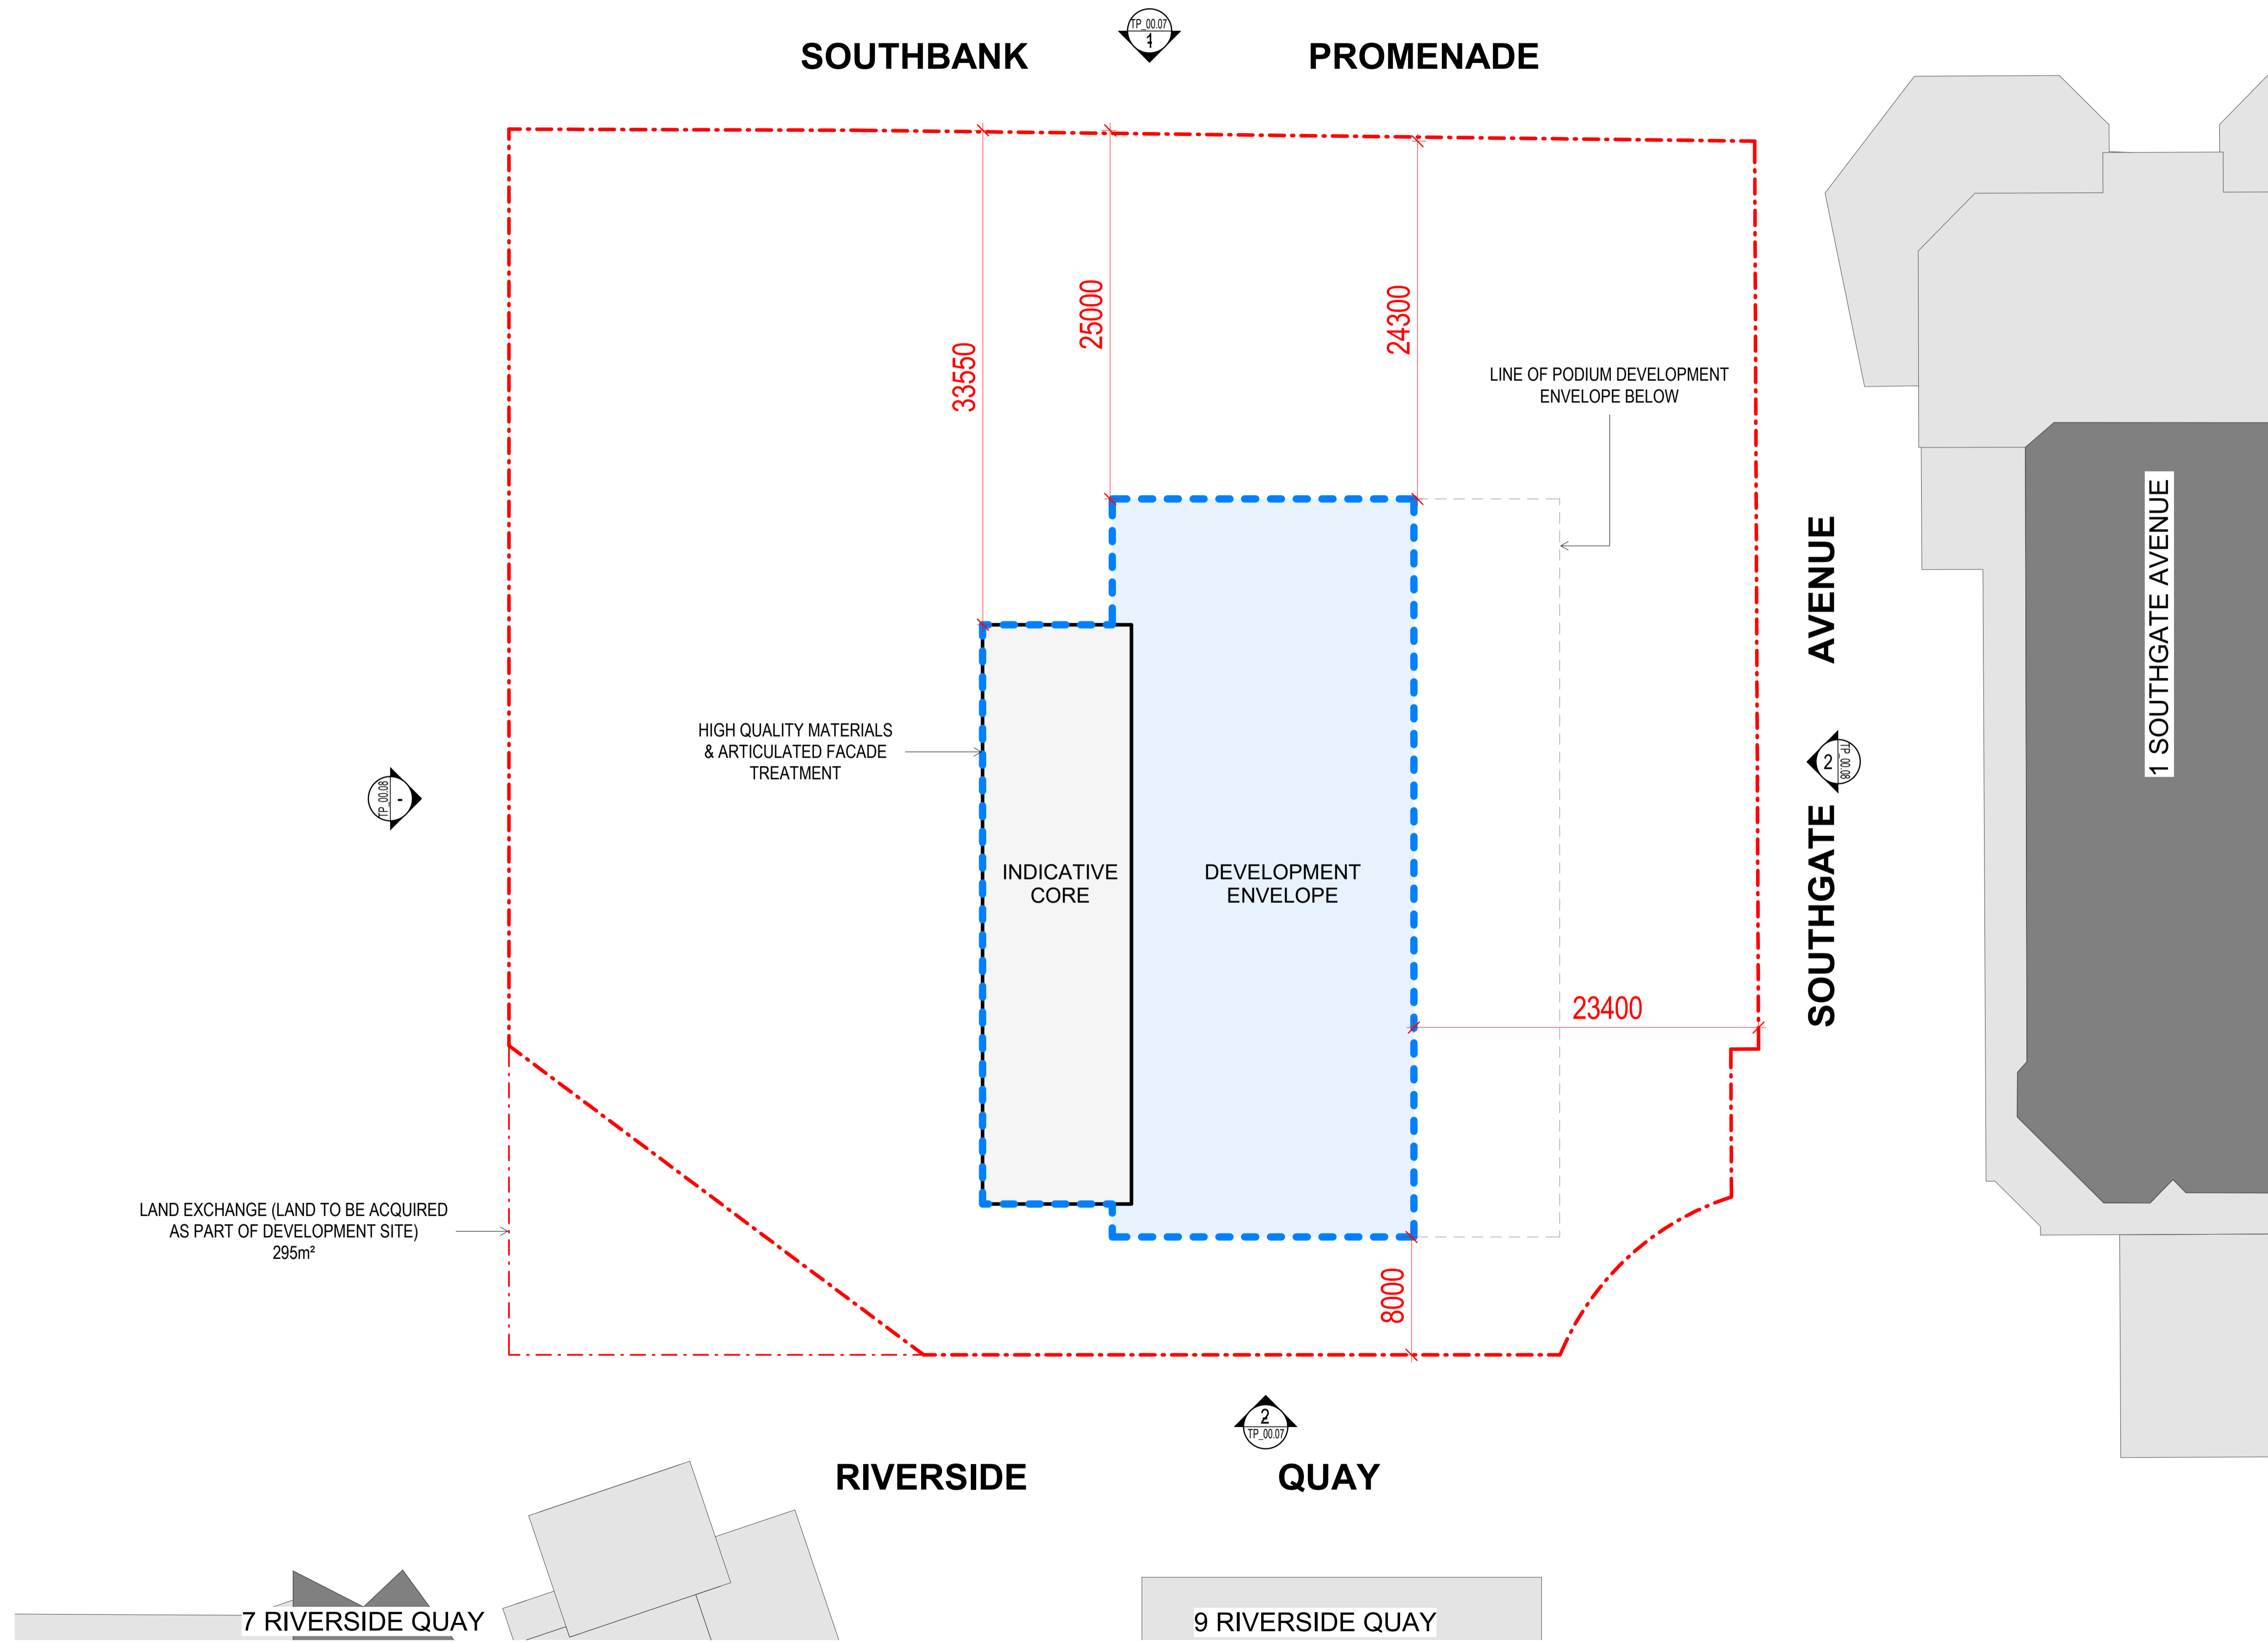 TP_00.07
1
SOUTHBANK PROMENADE
33550
25000
24300
LINE OF PODIUM DEVELOPMENT
ENVELOPE BELOW
1 SOUTHGATE AVENUE
SOUTHGATE AVENUE
2
TP_00.08
HIGH QUALITY MATERIALS
& ARTICULATED FACADE
TREATMENT
TP_00.08
-
INDICATIVE
CORE
DEVELOPMENT
ENVELOPE
23400
LAND EXCHANGE (LAND TO BE ACQUIRED
AS PART OF DEVELOPMENT SITE)
295m²
8000
2
TP_00.07
RIVERSIDE QUAY
7 RIVERSIDE QUAY
9 RIVERSIDE QUAY